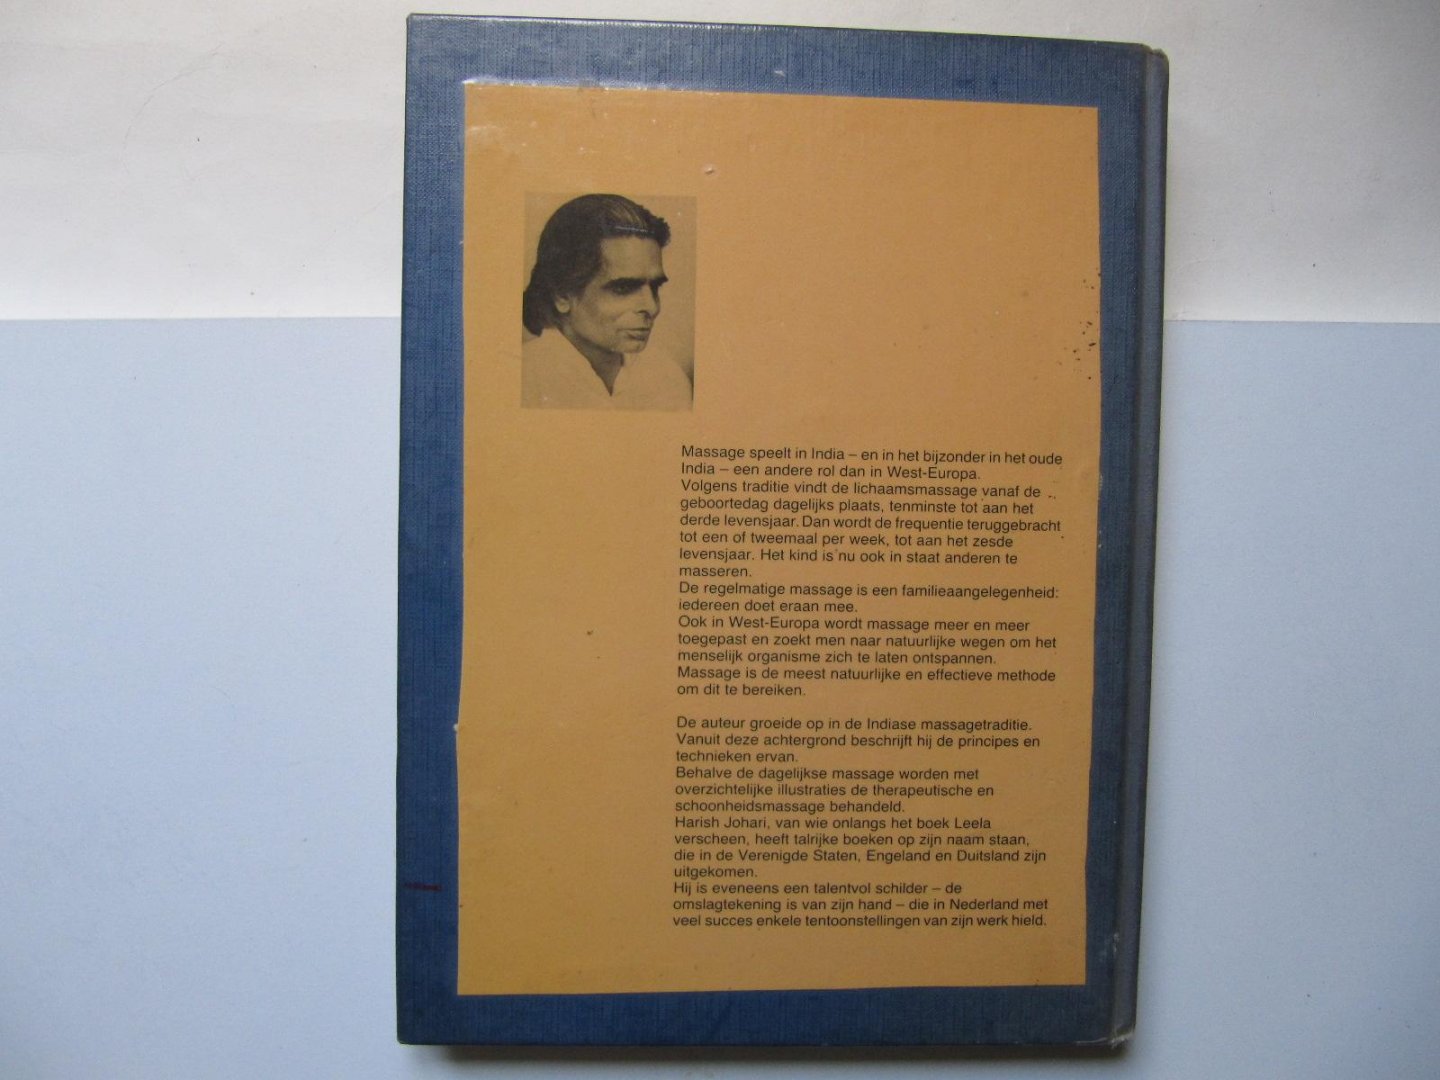 Massage speelt in India – en in het bijzonder in het oude
India – een andere rol dan in West-Europa.
Volgens traditie vindt de lichaamsmassage vanaf de
geboortedag dagelijks plaats, tenminste tot aan het
derde levensjaar. Dan wordt de frequentie teruggebracht
tot een of tweemaal per week, tot aan het zesde
levensjaar. Het kind is nu ook in staat anderen te
masseren.
De regelmatige massage is een familieaangelegenheid:
iedereen doet eraan mee.
Ook in West-Europa wordt massage meer en meer
toegepast en zoekt men naar natuurlijke wegen om het
menselijk organisme zich te laten ontspannen.
Massage is de meest natuurlijke en effectieve methode
om dit te bereiken.
De auteur groeide op in de Indiase massagetraditie.
Vanuit deze achtergrond beschrijft hij de principes en
technieken ervan.
Behalve de dagelijkse massage worden met
overzichtelijke illustraties de therapeutische en
schoonheidsmassage behandeld.
Harish Johari, van wie onlangs het boek Leela
verscheen, heeft talrijke boeken op zijn naam staan,
die in de Verenigde Staten, Engeland en Duitsland zijn
uitgekomen.
Hij is eveneens een talentvol schilder – de
omslagtekening is van zijn hand – die in Nederland met
veel succes enkele tentoonstellingen van zijn werk hield.